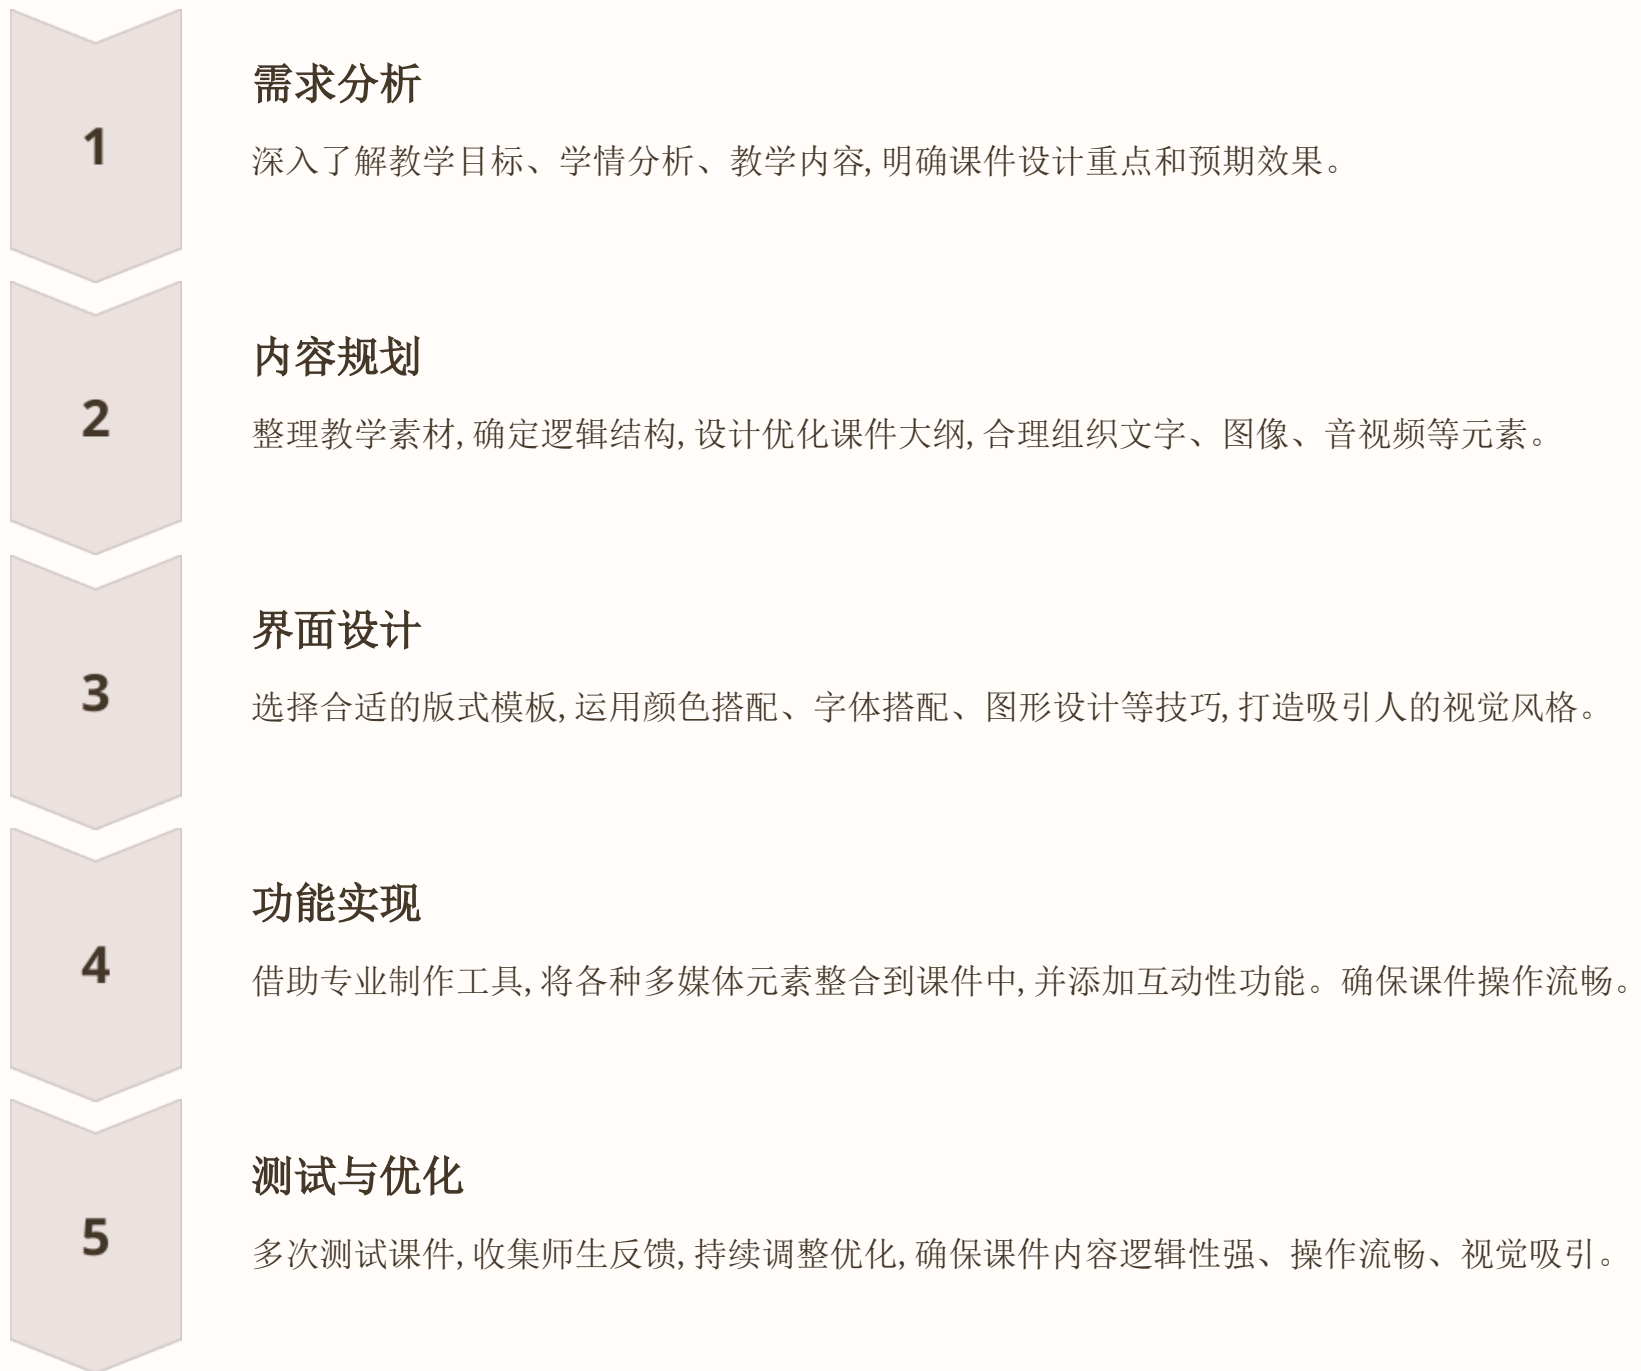 1
需求分析
深入了解教学目标、学情分析、教学内容,明确课件设计重点和预期效果。
2
内容规划
整理教学素材,确定逻辑结构,设计优化课件大纲,合理组织文字、图像、音视频等元素。
3
界面设计
选择合适的版式模板,运用颜色搭配、字体搭配、图形设计等技巧,打造吸引人的视觉风格。
4
功能实现
借助专业制作工具,将各种多媒体元素整合到课件中,并添加互动性功能。确保课件操作流畅。
5
测试与优化
多次测试课件,收集师生反馈,持续调整优化,确保课件内容逻辑性强、操作流畅、视觉吸引。